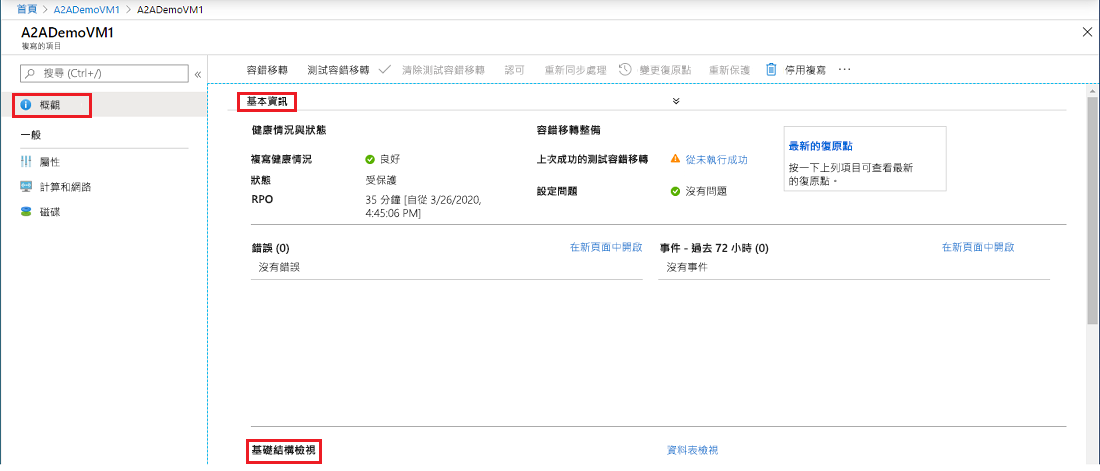 首頁 > A2ADemoVM1 > A2ADemoVM1
A2ADemoVM1
複寫的項目
搜尋 (Ctrl+/)
«
容錯移轉 測試容錯移轉 清除測試容錯移轉 認可 重新同步處理 變更復原點 重新保護 停用複寫 ...
概觀
一般
屬性
計算和網路
磁碟
基本資訊
健康情況與狀態
複寫健康情況 良好
狀態 受保護
RPO 35 分鐘 [自從 3/26/2020,
4:45:06 PM]
容錯移轉整備
上次成功的測試容錯移轉 從未執行成功
設定問題 沒有問題
最新的復原點
按一下上列項目可查看最新
的復原點。
錯誤 (0) 在新頁面中開啟
沒有錯誤
事件 - 過去 72 小時 (0) 在新頁面中開啟
沒有事件
基礎結構檢視 資料表檢視